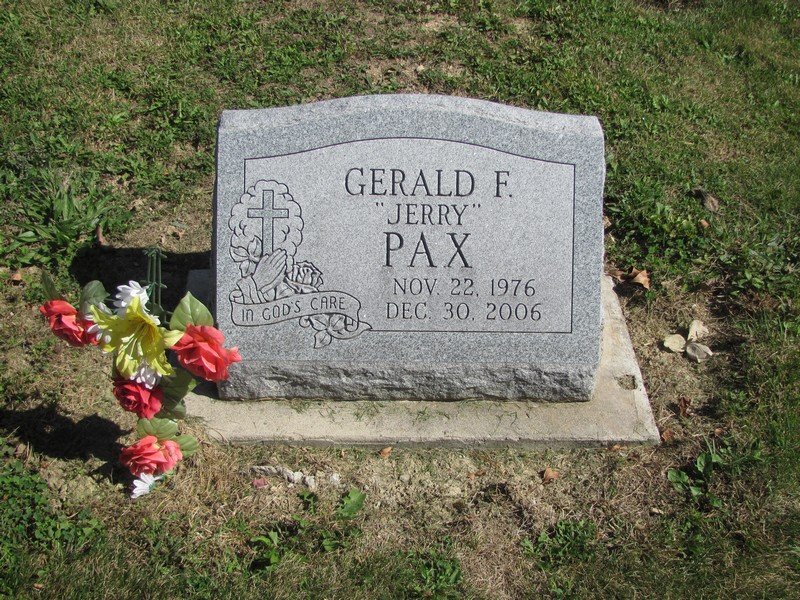 GERALD F.
"JERRY"
PAX
NOV. 22, 1976
DEC. 30, 2006
IN GOD'S CARE